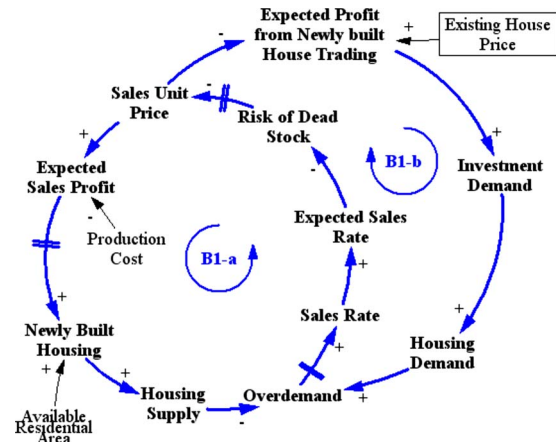 Expected Profit
from Newly built
House Trading
Existing House
Price
+
-
Sales Unit
Price
-
Risk of Dead
Stock
+
Expected
Sales Profit
-
Production
Cost
B1-b
+
Investment
Demand
-
Expected Sales
Rate
B1-a
+
+
Newly Built
Housing
+
Sales Rate
+
+
Housing
Demand
+
Housing
Supply
-
Overdemand
+
Available
Residential
Area